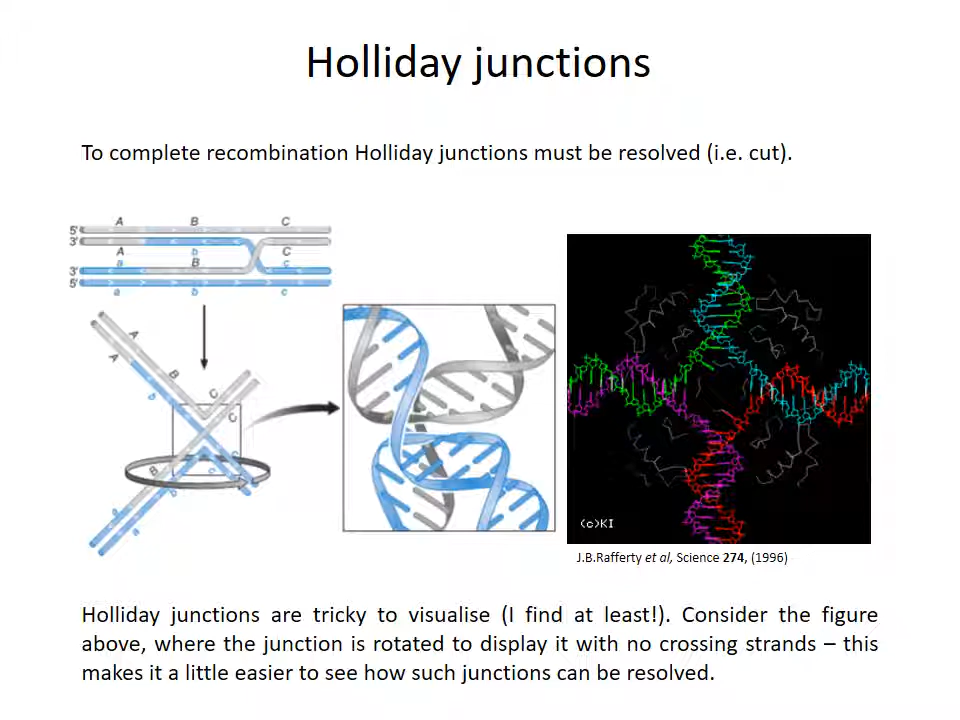 Holliday junctions
To complete recombination Holliday junctions must be resolved (i.e. cut).
A B C
5'
3'
A b C
a B c
3'
5'
a b c
A
A
B
C
C
B
(c)KI
J.B.Rafferty et al, Science 274, (1996)
Holliday junctions are tricky to visualise (I find at least!). Consider the figure
above, where the junction is rotated to display it with no crossing strands – this
makes it a little easier to see how such junctions can be resolved.